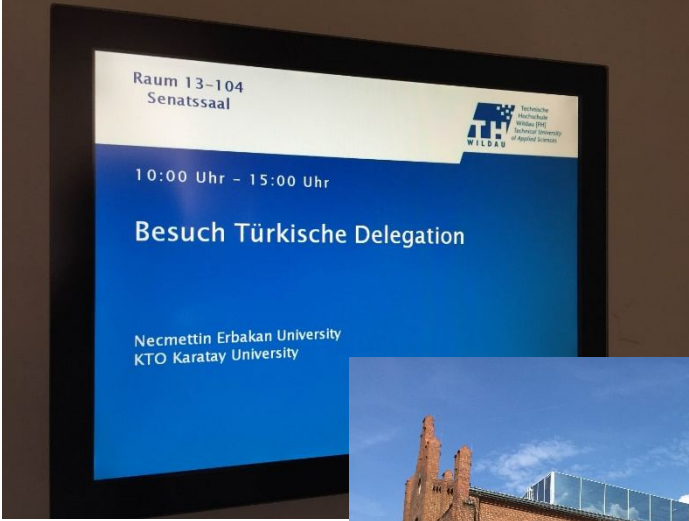 Raum 13-104
Senatssaal
TH
WILDAU
Technische
Hochschule
Wildau [FH]
Technical University
of Applied Sciences
10:00 Uhr - 15:00 Uhr
Besuch Türkische Delegation
Necmettin Erbakan University
KTO Karatay University